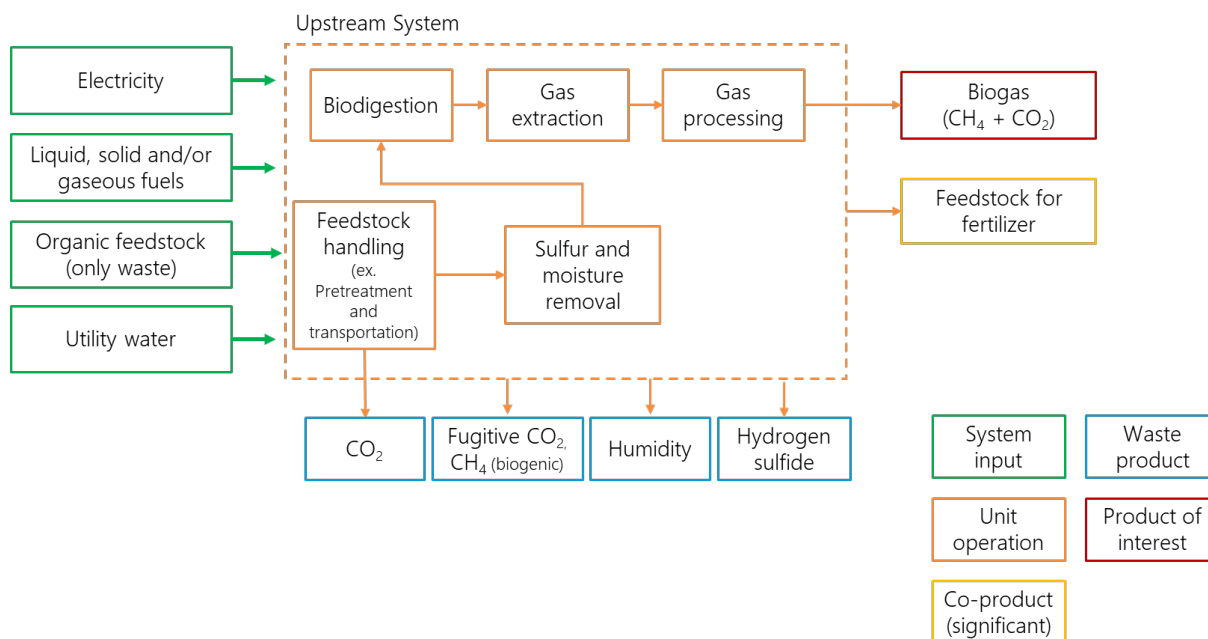 Upstream System
Electricity
Liquid, solid and/or
gaseous fuels
Organic feedstock
(only waste)
Utility water
Biodigestion
Gas
extraction
Gas
processing
Feedstock
handling
(ex.
Pretreatment
and
transportation)
Sulfur and
moisture
removal
Biogas
(CH₄ + CO₂)
Feedstock for
fertilizer
CO₂
Fugitive CO₂,
CH₄ (biogenic)
Humidity
Hydrogen
sulfide
System
input
Waste
product
Unit
operation
Product of
interest
Co-product
(significant)